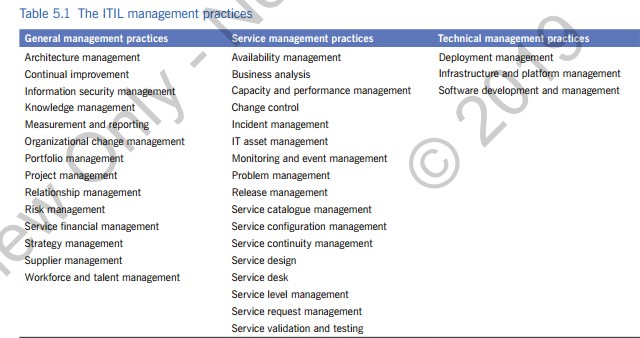 Table 5.1 The ITIL management practices
General management practices Service management practices Technical management practices
Architecture management Availability management Deployment management
Continual improvement Business analysis Infrastructure and platform management
Information security management Capacity and performance management Software development and management
Knowledge management Change control
Measurement and reporting Incident management
Organizational change management IT asset management
Portfolio management Monitoring and event management
Project management Problem management
Relationship management Release management
Risk management Service catalogue management
Service financial management Service configuration management
Strategy management Service continuity management
Supplier management Service design
Workforce and talent management Service desk
Service level management
Service request management
Service validation and testing
ew Only - N
© 2019